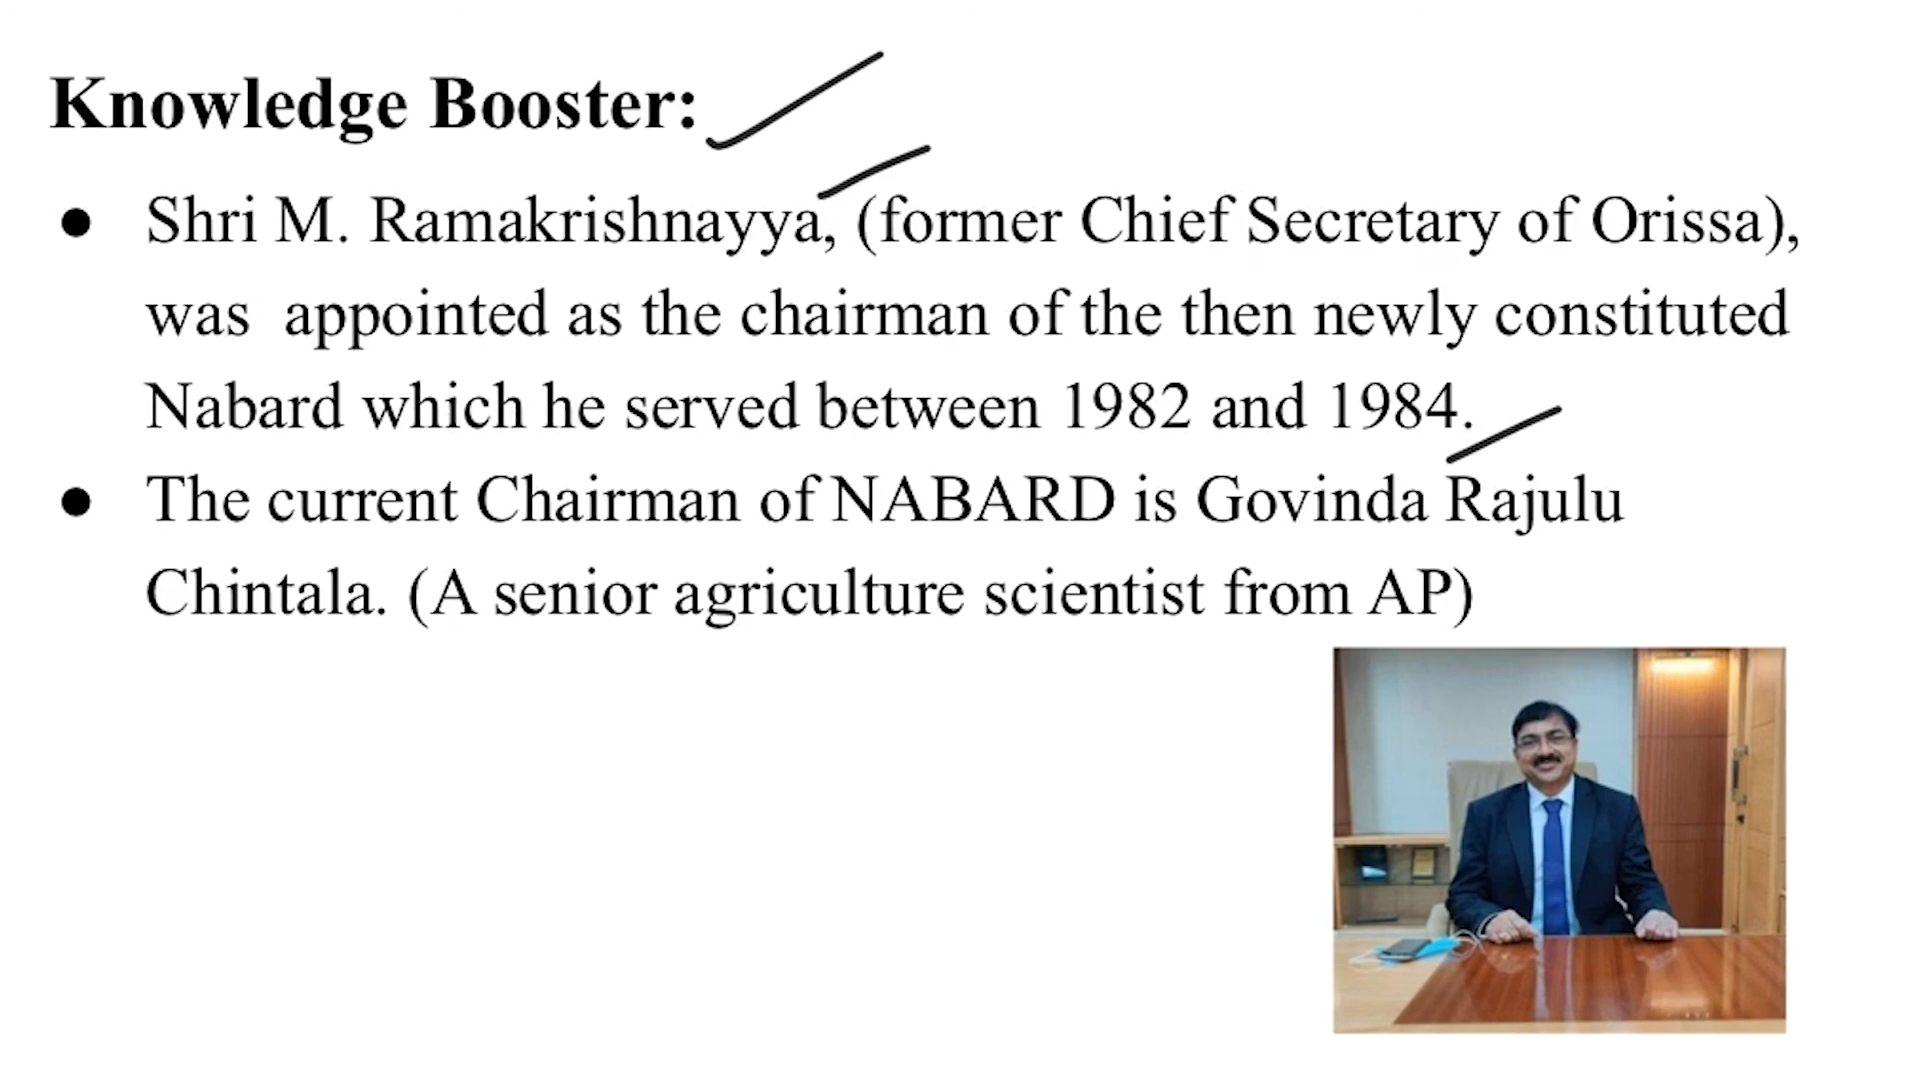 Knowledge Booster:
● Shri M. Ramakrishnayya, (former Chief Secretary of Orissa),
was  appointed as the chairman of the then newly constituted
Nabard which he served between 1982 and 1984.
● The current Chairman of NABARD is Govinda Rajulu
Chintala. (A senior agriculture scientist from AP)